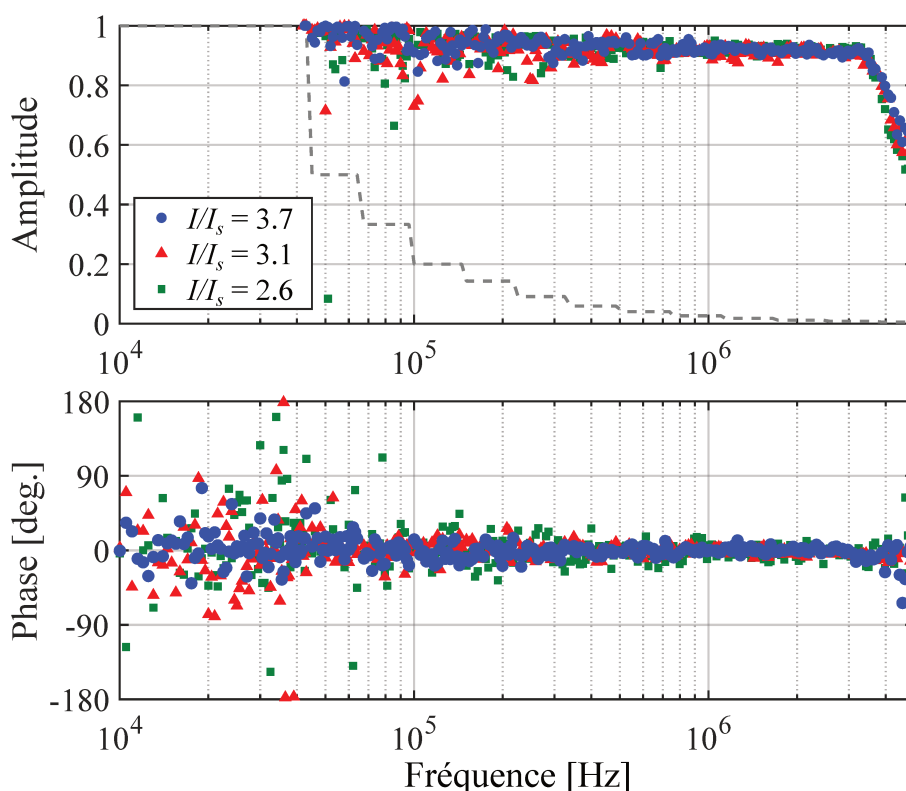 1
0.8
0.6
0.4
0.2
0
Amplitude
I/Is = 3.7
I/Is = 3.1
I/Is = 2.6
10^4
10^5
10^6
180
90
0
-90
-180
Phase [deg.]
10^4
10^5
10^6
Fréquence [Hz]